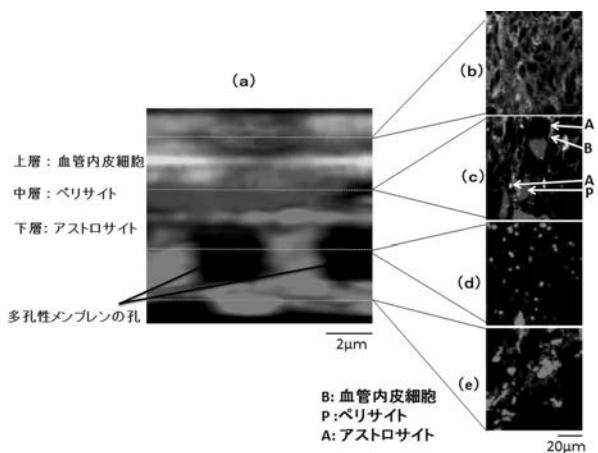 (a)
上層：血管内皮細胞
中層：ペリサイト
下層：アストロサイト
多孔性メンブレンの孔
2μm
(b)
(c)
A
B
A
P
(d)
(e)
B: 血管内皮細胞
P:ペリサイト
A: アストロサイト
20μm